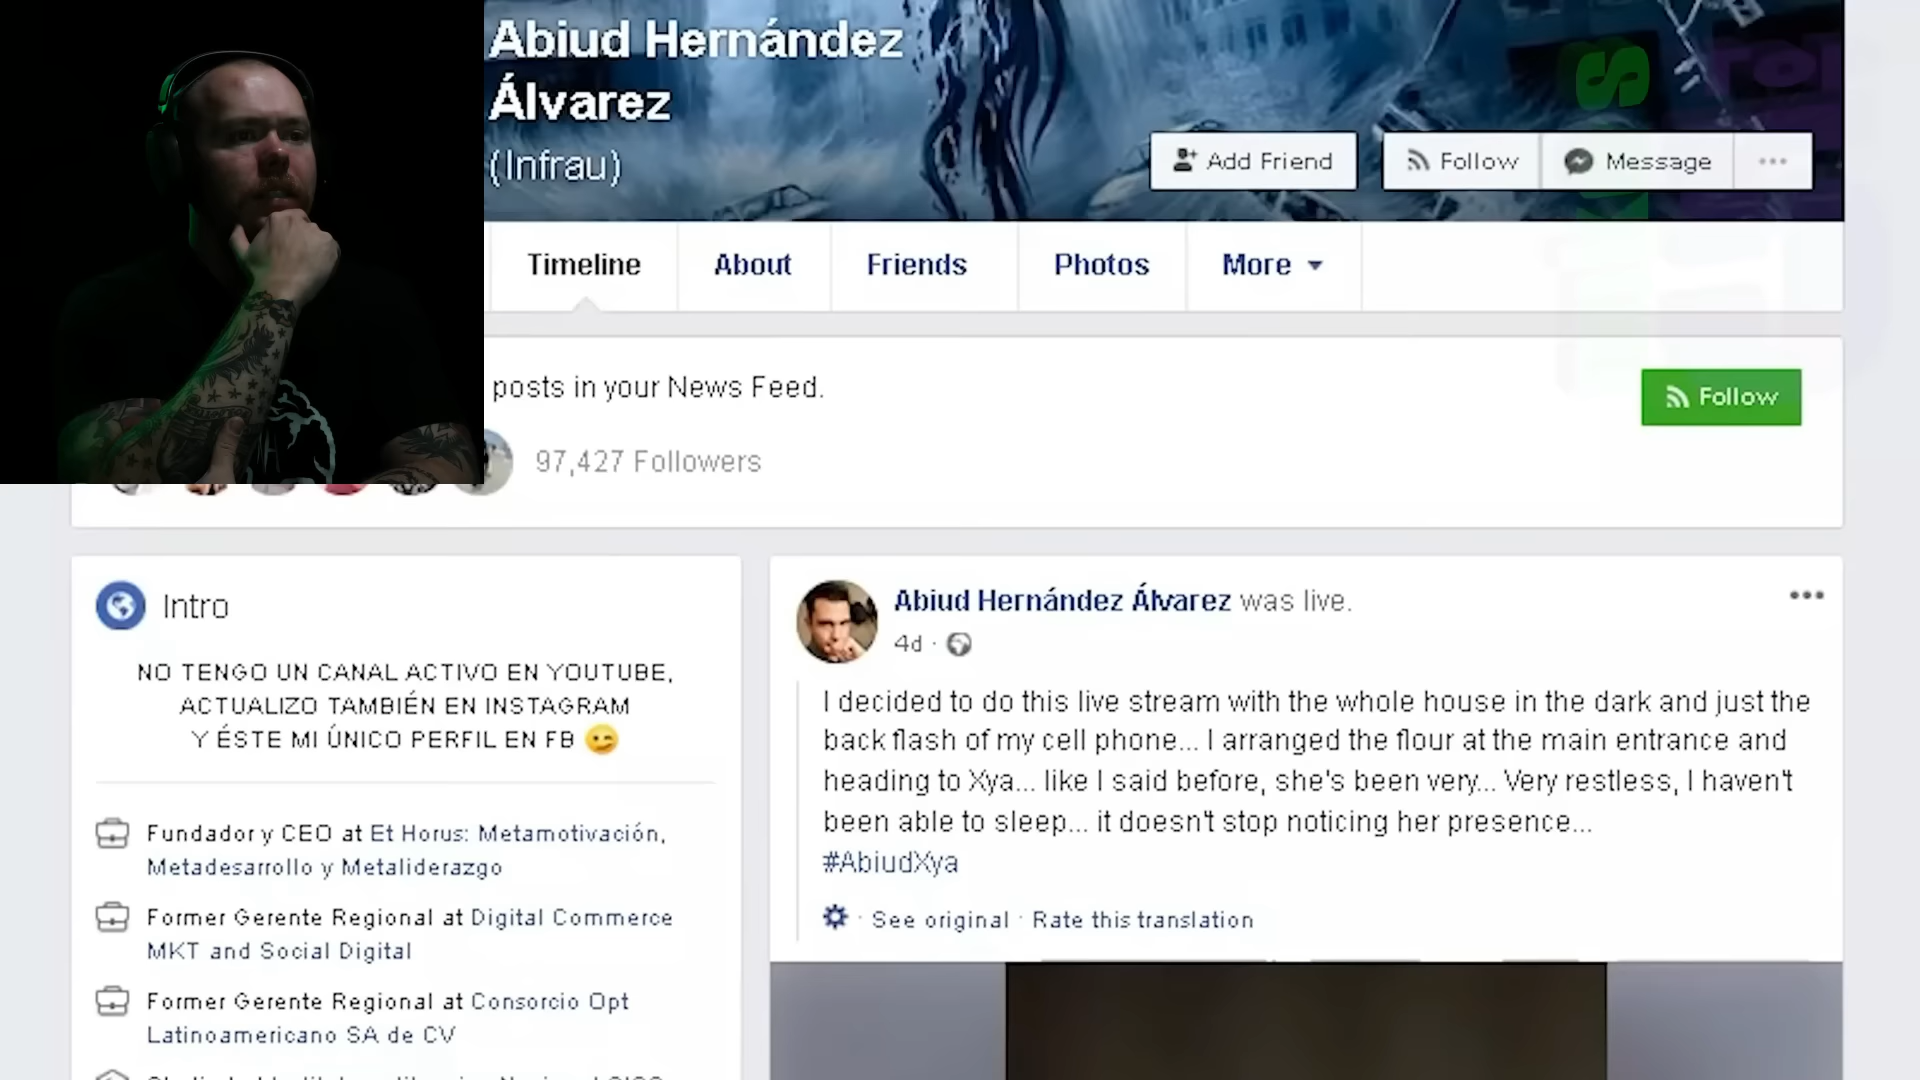 Abiud Hernández
Álvarez
(Infrau)
Add Friend
Follow
Message
Timeline
About
Friends
Photos
More
posts in your News Feed.
Follow
97,427 Followers
Intro
NO TENGO UN CANAL ACTIVO EN YOUTUBE,
ACTUALIZO TAMBIÉN EN INSTAGRAM
Y ÉSTE MI ÚNICO PERFIL EN FB 😉
Fundador y CEO at Et Horus: Metamotivación,
Metadesarrollo y Metaliderazgo
Former Gerente Regional at Digital Commerce
MKT and Social Digital
Former Gerente Regional at Consorcio Opt
Latinoamericano SA de CV
Abiud Hernández Álvarez was live.
4d ·
I decided to do this live stream with the whole house in the dark and just the
back flash of my cell phone... I arranged the flour at the main entrance and
heading to Xya... like I said before, she's been very... Very restless, I haven't
been able to sleep... it doesn't stop noticing her presence...
#AbiudXya
· See original · Rate this translation